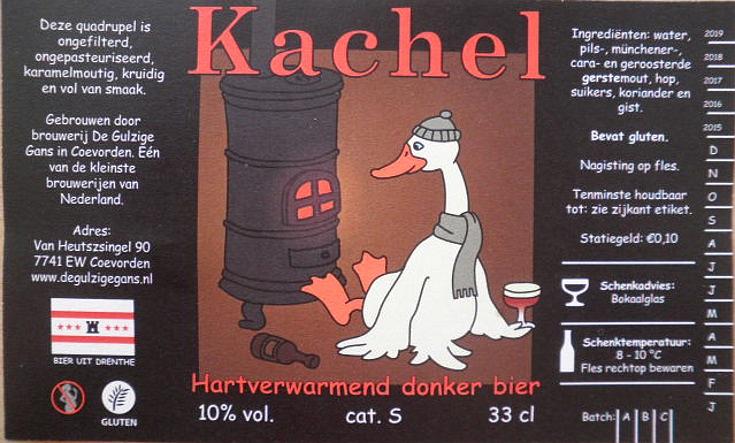 Deze quadrupel is
ongefilterd,
ongepasteuriseerd,
karamelmoutig, kruidig
en vol van smaak.
Gebrouwen door
brouwerij De Gulzige
Gans in Coevorden. Eén
van de kleinste
brouwerijen van
Nederland.
Adres:
Van Heutszsingel 90
7741 EW Coevorden
www.degulzigegans.nl
BIER UIT DRENTHE
GLUTEN
Kachel
Hartverwarmend donker bier
10% vol. cat. S 33 cl
Ingrediënten: water,
pils-, münchener-,
cara- en geroosterde
gerstemout, hop,
suikers, koriander en
gist.
Bevat gluten.
Nagisting op fles.
Tenminste houdbaar
tot: zie zijkant etiket.
Statiegeld: €0,10
Schenkadvies:
Bokaalglas
Schenktemperatuur:
8 - 10 °C
Fles rechtop bewaren
Batch: A B C
2019
2018
2017
2016
2015
D
N
O
S
A
J
J
M
A
M
F
J